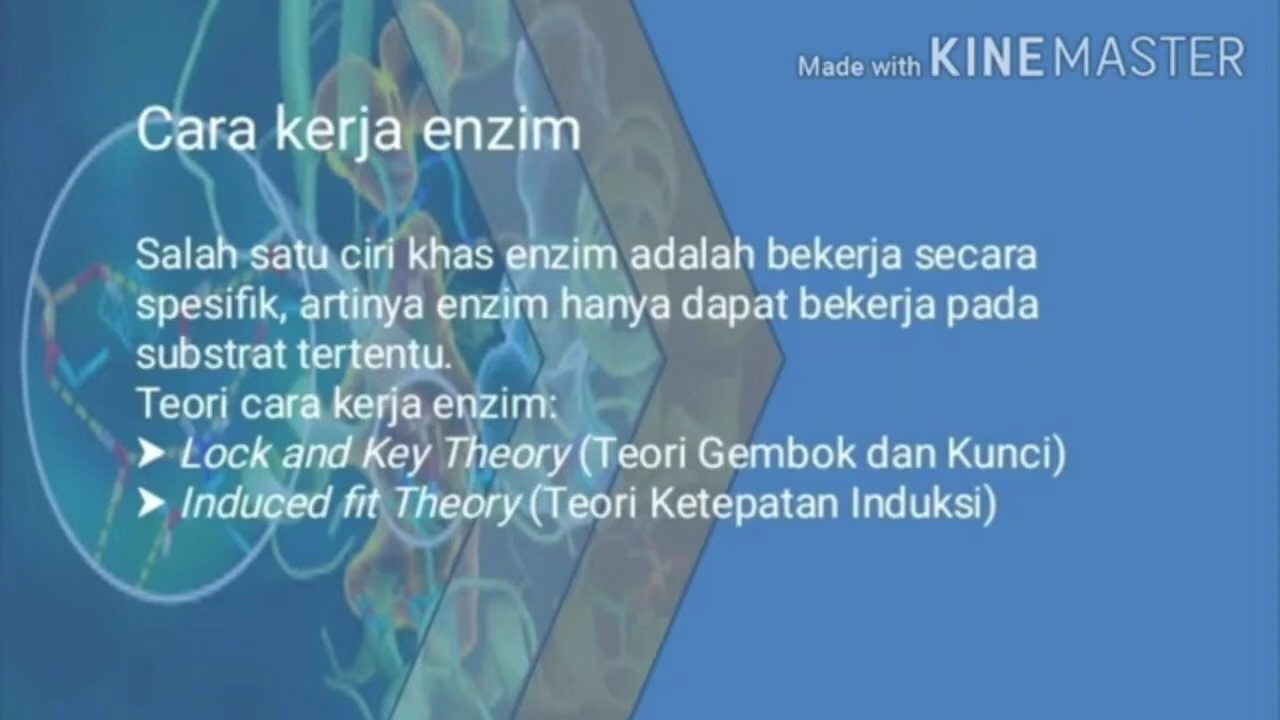 Made with KINEMASTER
Cara kerja enzim
Salah satu ciri khas enzim adalah bekerja secara
spesifik, artinya enzim hanya dapat bekerja pada
substrat tertentu.
Teori cara kerja enzim:
➤ Lock and Key Theory (Teori Gembok dan Kunci)
➤ Induced fit Theory (Teori Ketepatan Induksi)